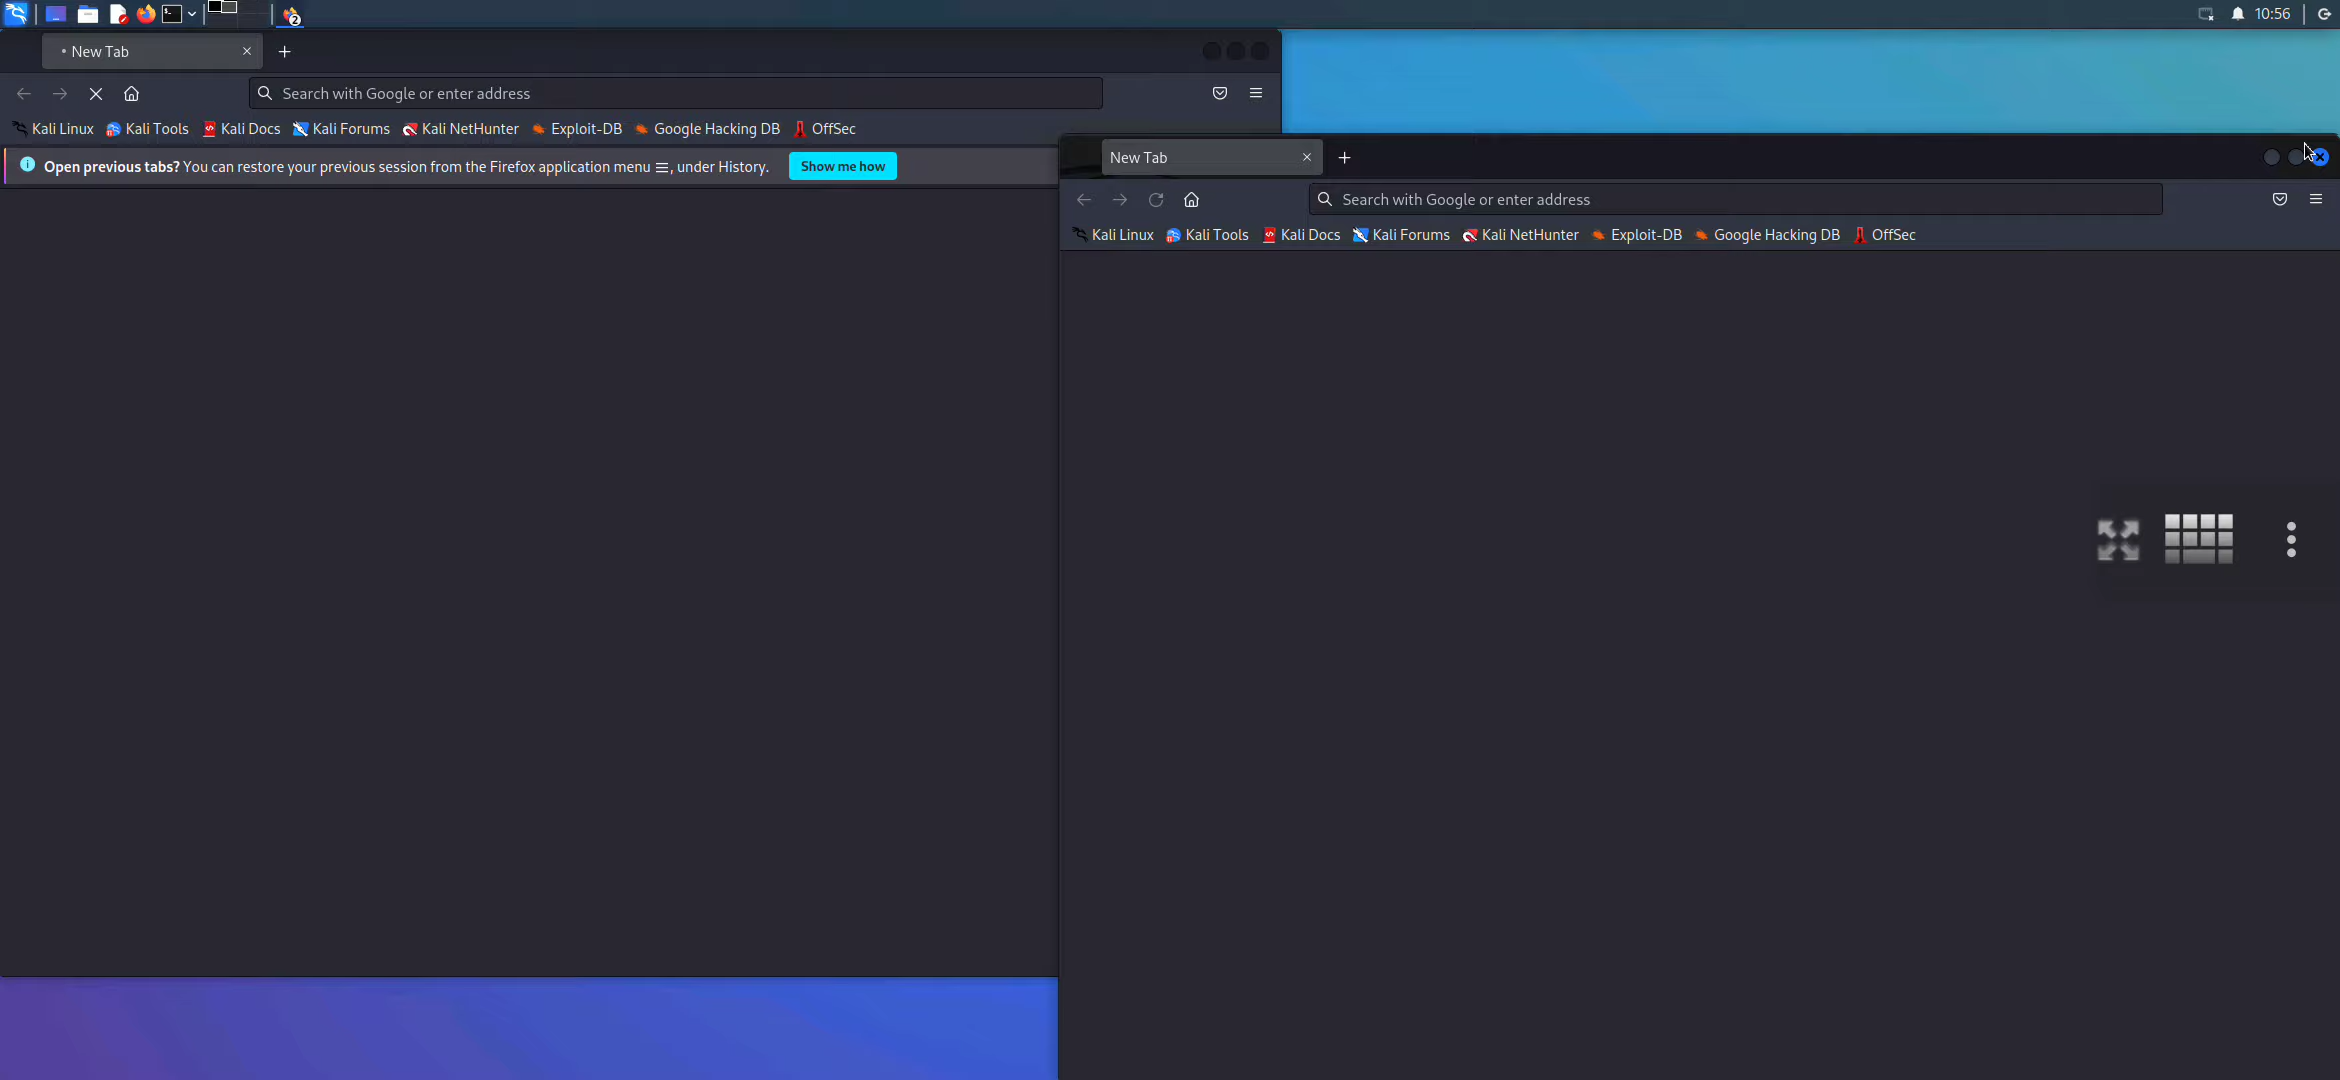 2 10:56
New Tab
Search with Google or enter address
Kali Linux Kali Tools Kali Docs Kali Forums Kali NetHunter Exploit-DB Google Hacking DB OffSec
Open previous tabs? You can restore your previous session from the Firefox application menu ☰, under History. Show me how
New Tab
Search with Google or enter address
Kali Linux Kali Tools Kali Docs Kali Forums Kali NetHunter Exploit-DB Google Hacking DB OffSec